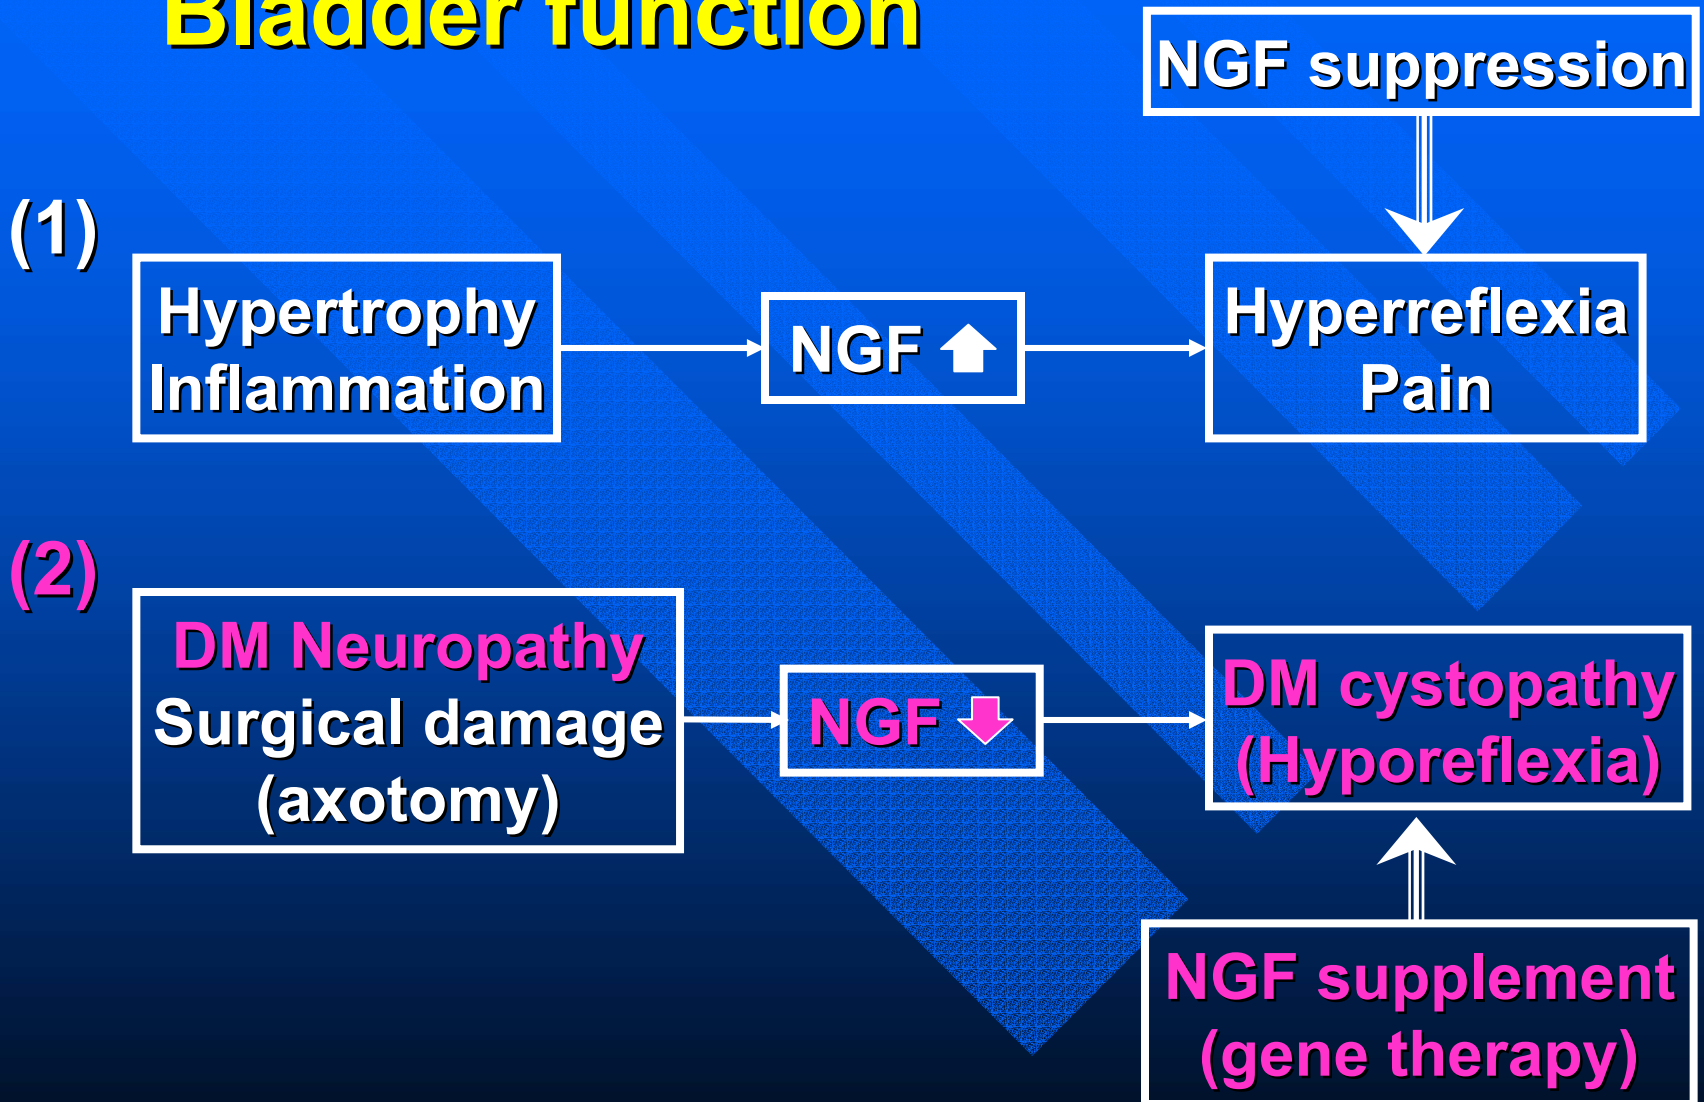 Bladder function
NGF suppression
(1)
Hypertrophy
Inflammation
NGF
Hyperreflexia
Pain
(2)
DM Neuropathy
Surgical damage
(axotomy)
NGF
DM cystopathy
(Hyporeflexia)
NGF supplement
(gene therapy)